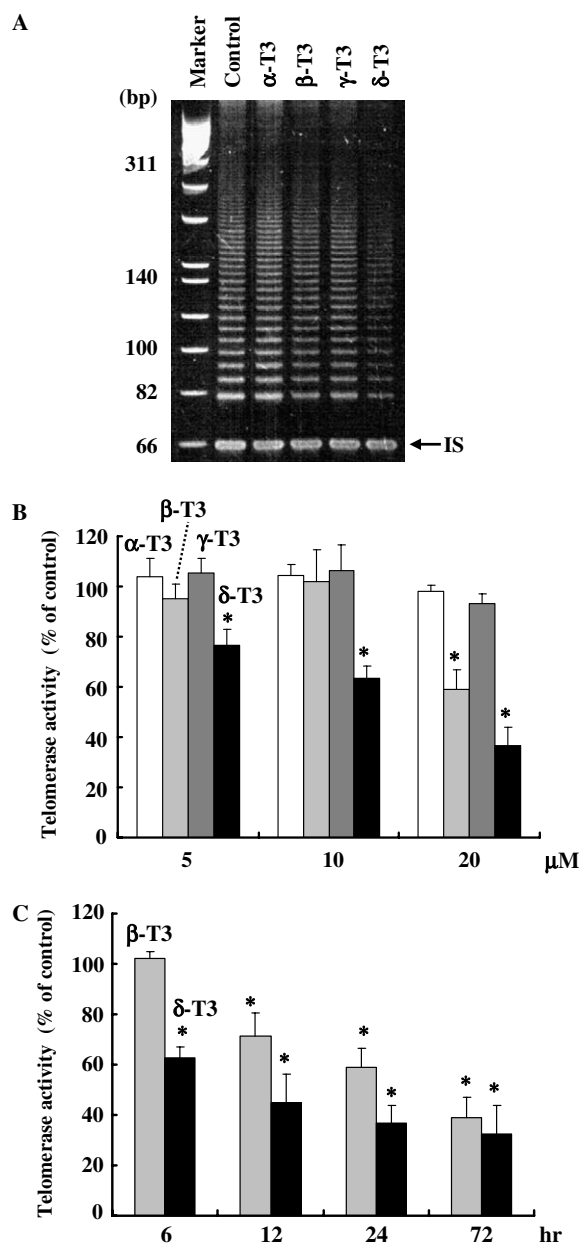 A
Marker
Control
α-T3
β-T3
γ-T3
δ-T3
(bp)
311
140
100
82
66
IS
B
Telomerase activity (% of control)
120
100
80
60
40
20
0
α-T3
β-T3
γ-T3
δ-T3
*
*
*
*
5 10 20 μM
C
Telomerase activity (% of control)
120
100
80
60
40
20
0
β-T3
δ-T3
*
*
*
*
*
*
*
6 12 24 72 hr